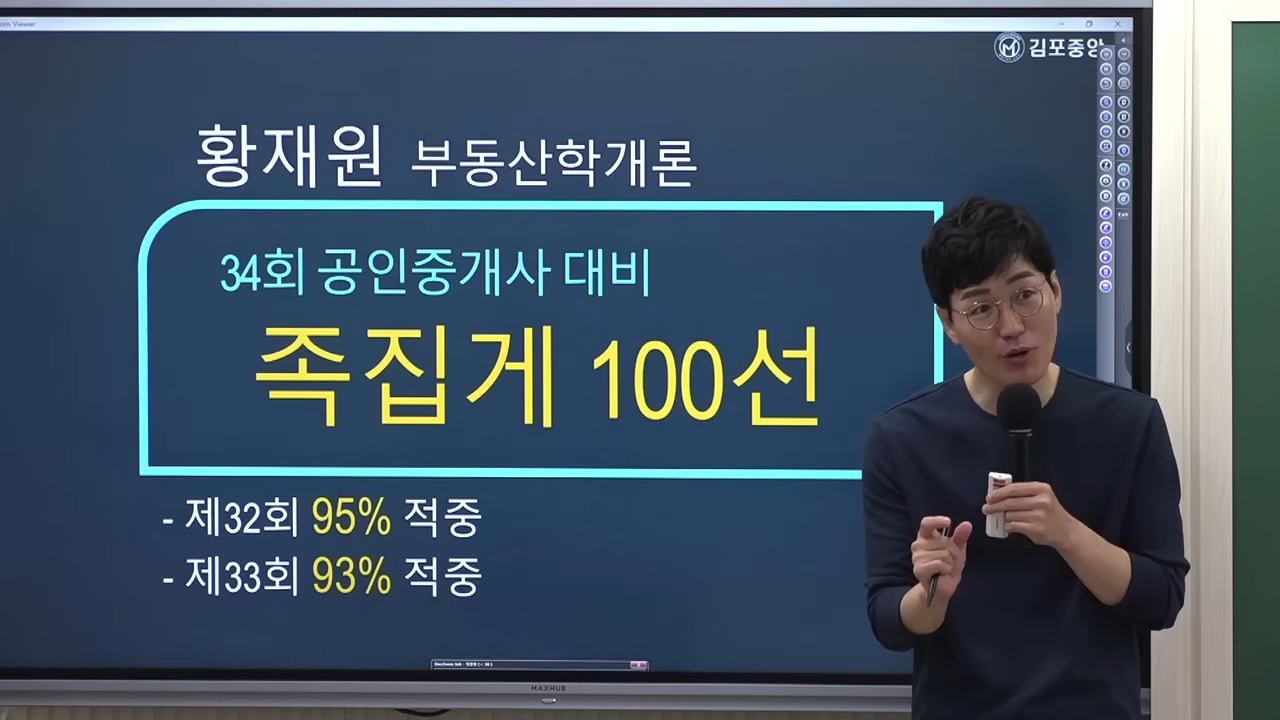 om Viewer
김포중앙
황재원 부동산학개론
34회 공인중개사 대비
족집게 100선
- 제32회 95% 적중
- 제33회 93% 적중
MAXHUB